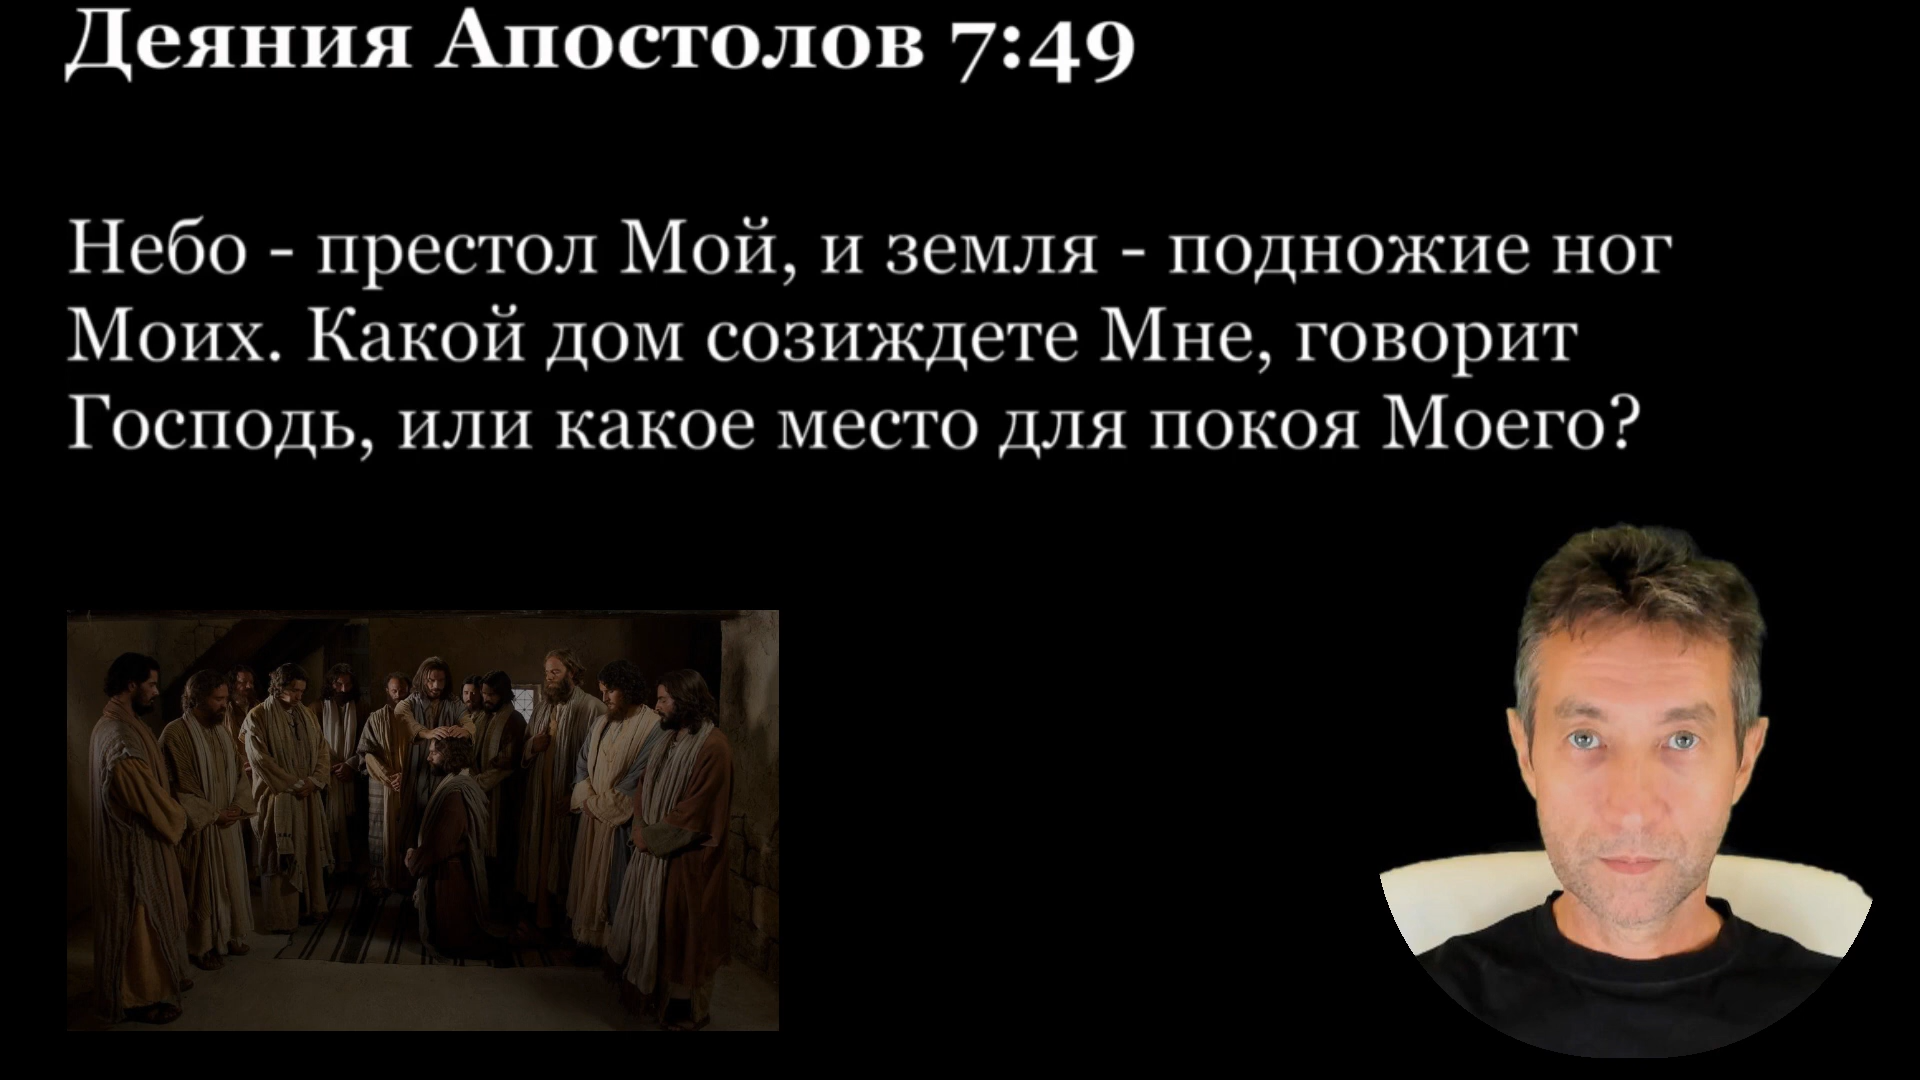 Деяния Апостолов 7:49
Небо - престол Мой, и земля - подножие ног
Моих. Какой дом созиждете Мне, говорит
Господь, или какое место для покоя Моего?